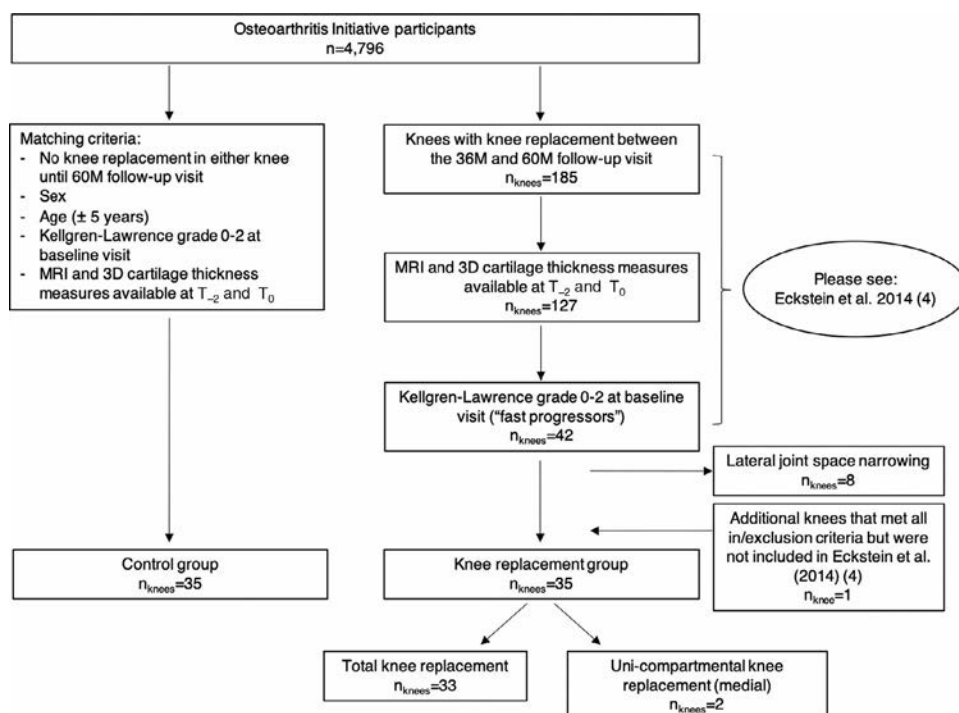 Osteoarthritis Initiative participants
n=4,796
Matching criteria:
- No knee replacement in either knee
until 60M follow-up visit
- Sex
- Age (± 5 years)
- Kellgren-Lawrence grade 0-2 at
baseline visit
- MRI and 3D cartilage thickness
measures available at T₋₂ and T₀
Knees with knee replacement between
the 36M and 60M follow-up visit
nknees=185
MRI and 3D cartilage thickness measures
available at T₋₂ and T₀
nknees=127
Please see:
Eckstein et al. 2014 (4)
Kellgren-Lawrence grade 0-2 at baseline
visit (“fast progressors”)
nknees=42
Lateral joint space narrowing
nknees=8
Additional knees that met all
in/exclusion criteria but were
not included in Eckstein et al.
(2014) (4)
nknee=1
Control group
nknees=35
Knee replacement group
nknees=35
Total knee replacement
nknees=33
Uni-compartmental knee
replacement (medial)
nknees=2